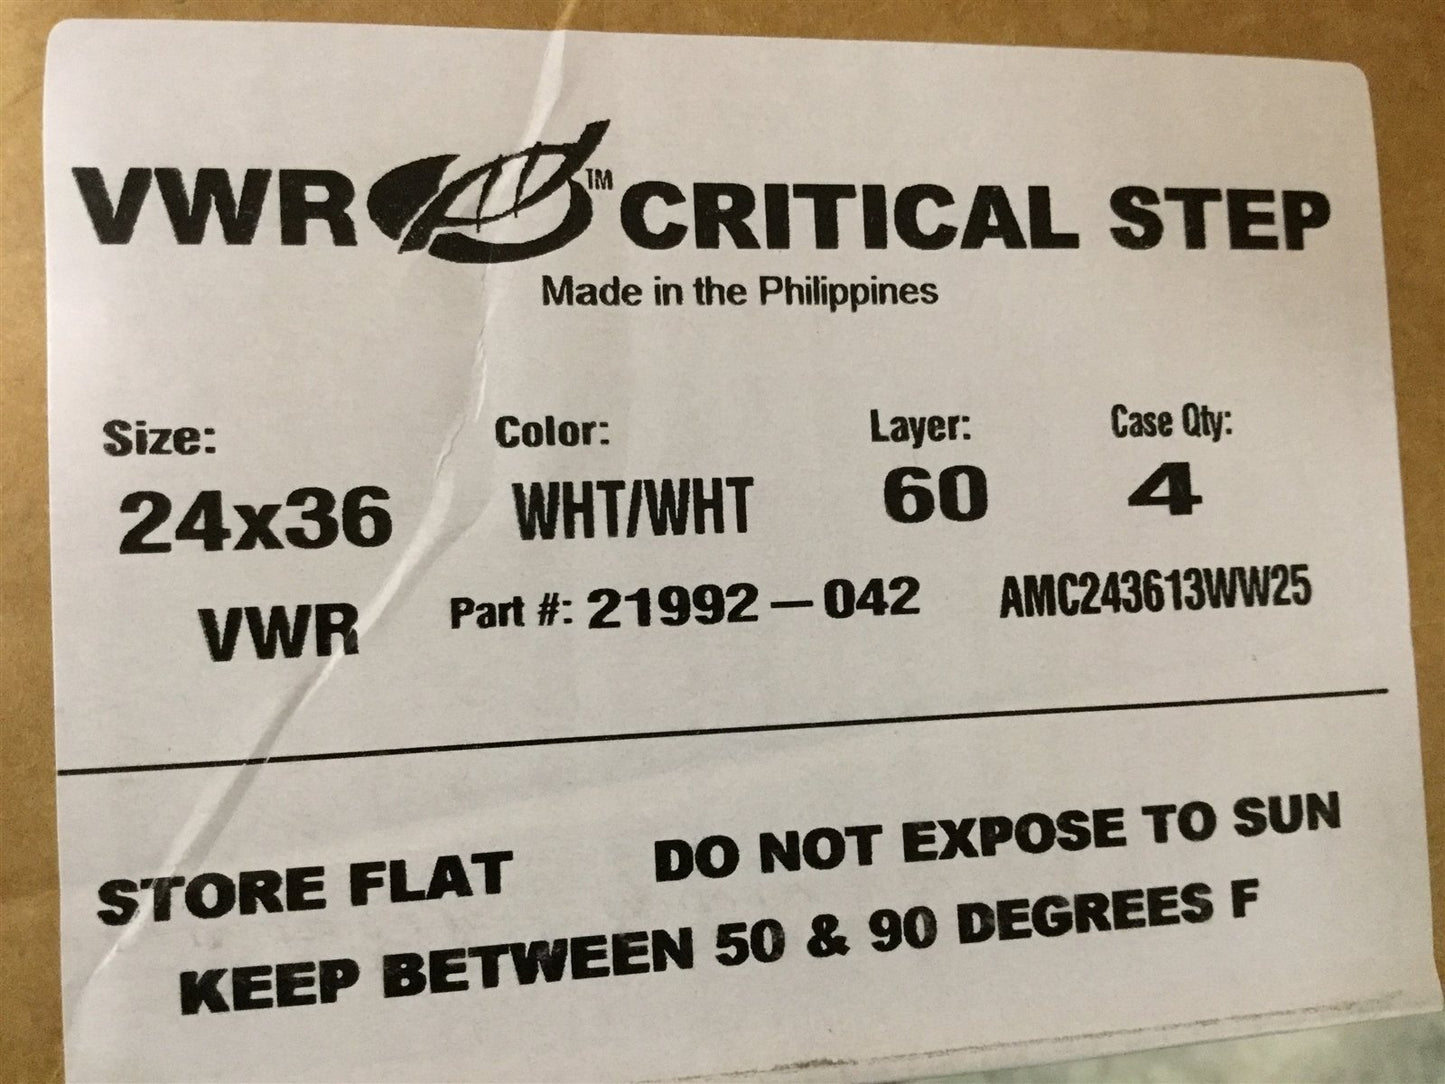 VWR ™ CRITICAL STEP
Made in the Philippines
Size: Color: Layer: Case Qty:
24x36 WHT/WHT 60 4
VWR Part #: 21992-042 AMC243613WW25
STORE FLAT DO NOT EXPOSE TO SUN
KEEP BETWEEN 50 & 90 DEGREES F